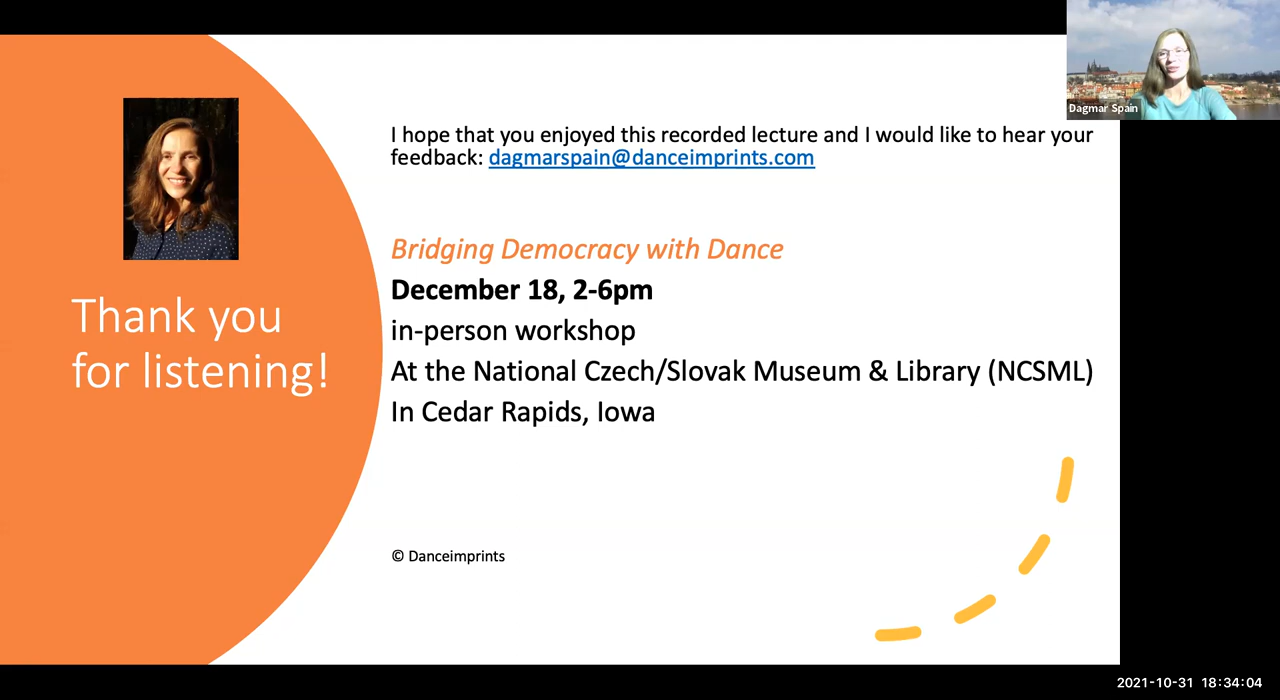 Dagmar Spain
I hope that you enjoyed this recorded lecture and I would like to hear your
feedback: dagmarspain@danceimprints.com
Bridging Democracy with Dance
December 18, 2-6pm
in-person workshop
At the National Czech/Slovak Museum & Library (NCSML)
In Cedar Rapids, Iowa
Thank you
for listening!
© Danceimprints
2021-10-31 18:34:04